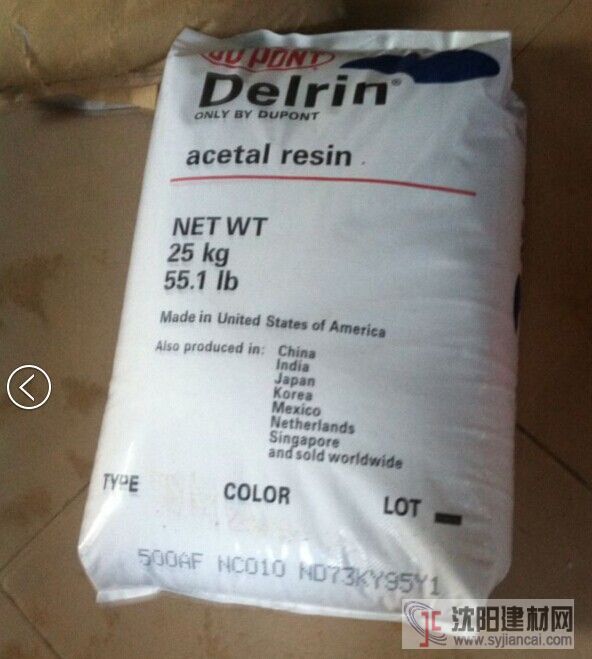 DU PONT
Delrin®
ONLY BY DUPONT
acetal resin
NET WT
25 kg
55.1 lb
Made in United States of America
Also produced in: China
India
Japan
Korea
Mexico
Netherlands
Singapore
and sold worldwide
TYPE COLOR LOT
500AF NC010 ND73KY95Y1
沈阳建材网
www.syjiancai.com